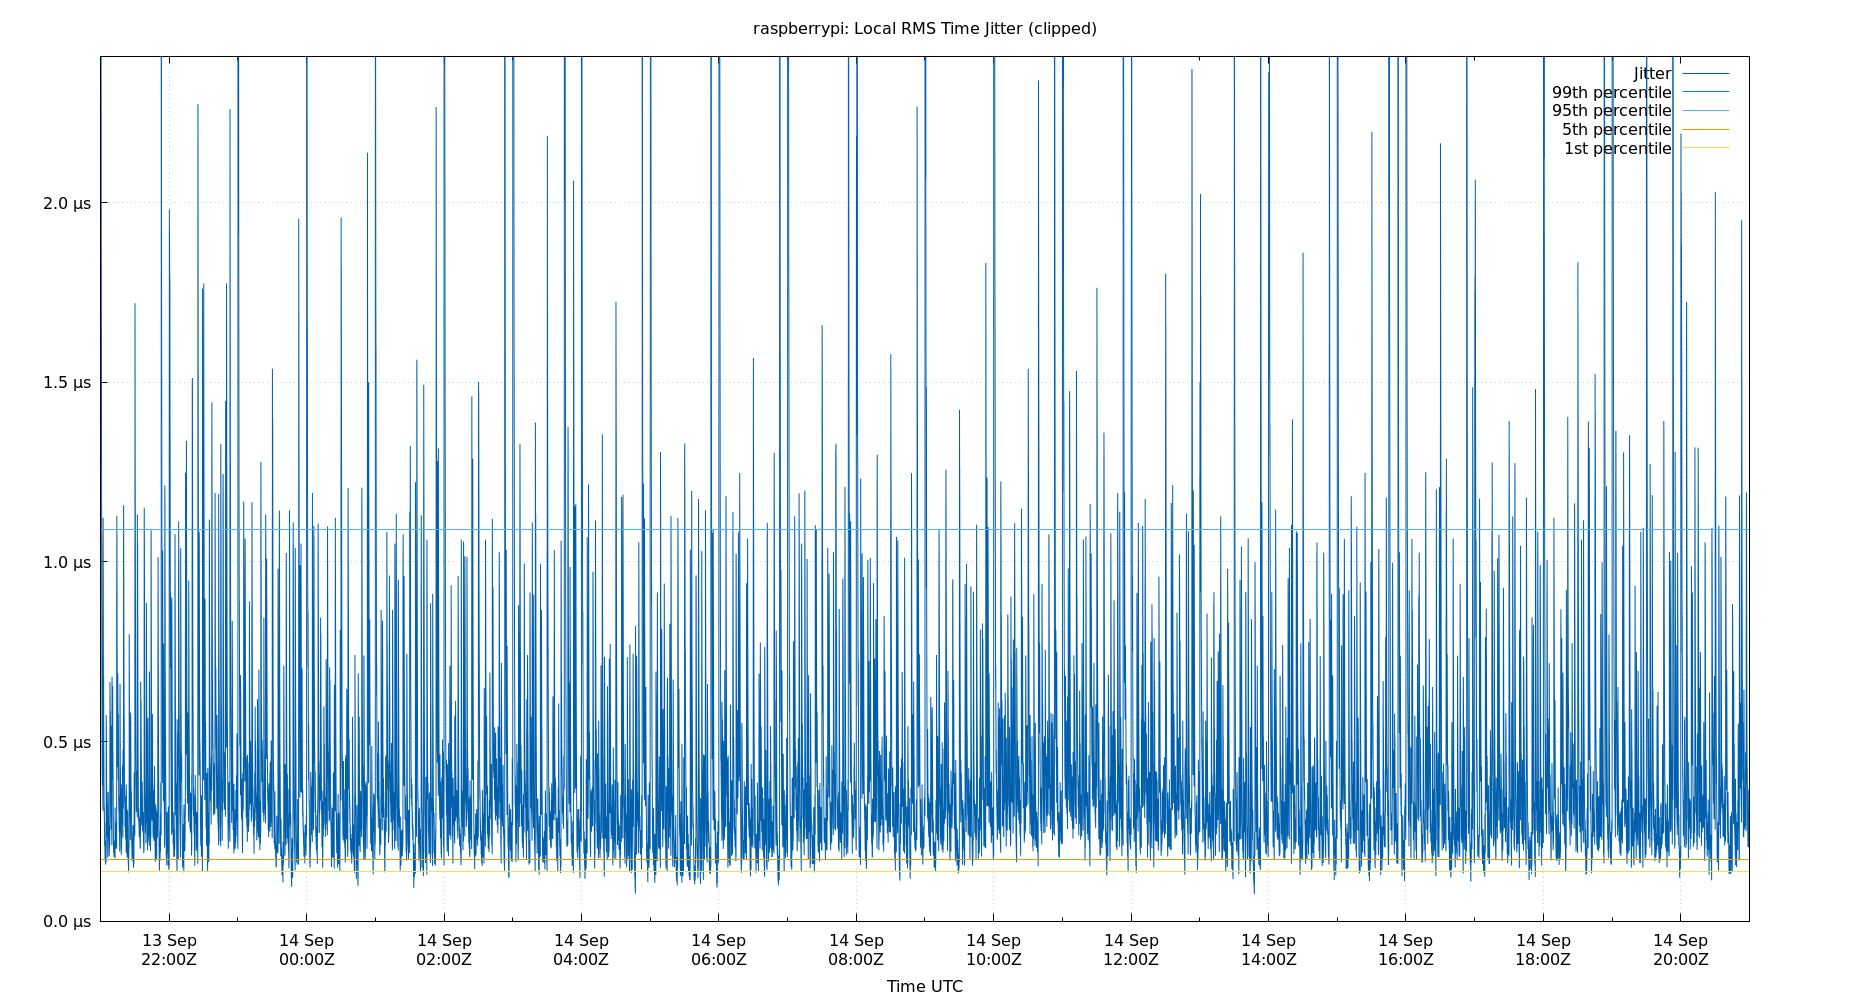 raspberrypi: Local RMS Time Jitter (clipped)
Jitter
99th percentile
95th percentile
5th percentile
1st percentile
2.0 µs
1.5 µs
1.0 µs
0.5 µs
0.0 µs
13 Sep 14 Sep 14 Sep 14 Sep 14 Sep 14 Sep 14 Sep 14 Sep 14 Sep 14 Sep 14 Sep 14 Sep
22:00Z 00:00Z 02:00Z 04:00Z 06:00Z 08:00Z 10:00Z 12:00Z 14:00Z 16:00Z 18:00Z 20:00Z
Time UTC